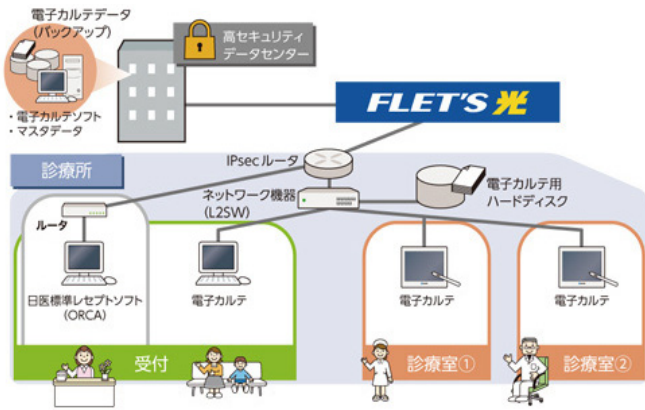 電子カルテデータ
(バックアップ)
高セキュリティ
データセンター
・電子カルテソフト
・マスタデータ
FLET'S 光
IPsecルータ
診療所
ネットワーク機器
(L2SW)
電子カルテ用
ハードディスク
ルータ
日医標準レセプトソフト
(ORCA)
電子カルテ
電子カルテ
電子カルテ
受付
診療室①
診療室②